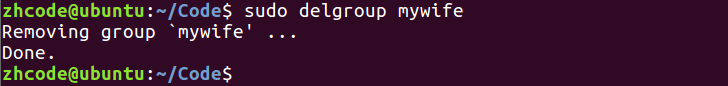 zhcode@ubuntu:~/Code$ sudo delgroup mywife
Removing group `mywife' ...
Done.
zhcode@ubuntu:~/Code$